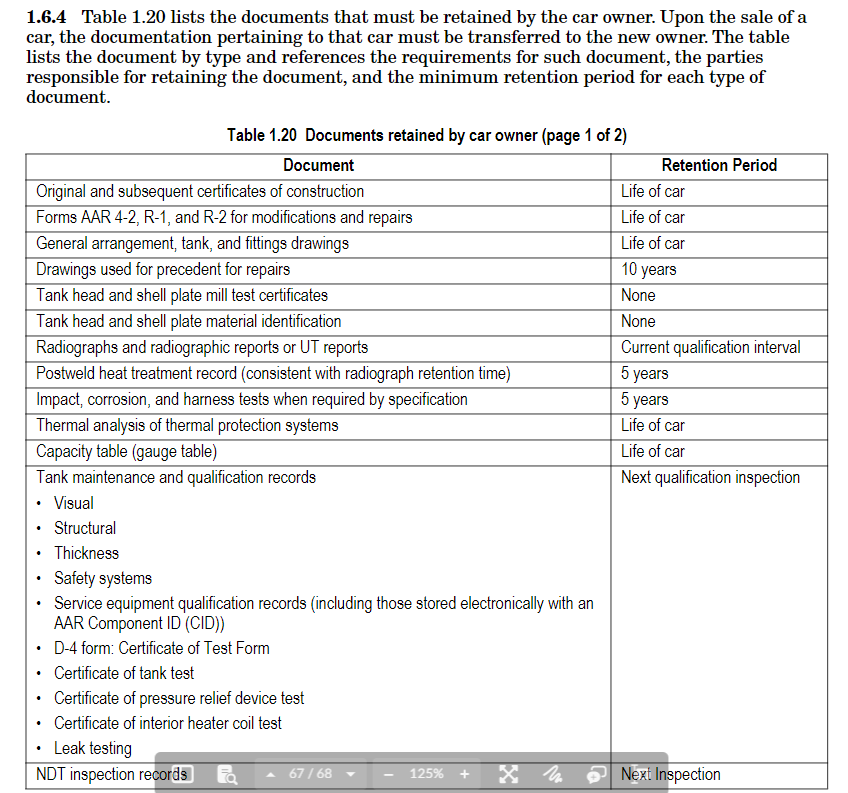 1.6.4 Table 1.20 lists the documents that must be retained by the car owner. Upon the sale of a
car, the documentation pertaining to that car must be transferred to the new owner. The table
lists the document by type and references the requirements for such document, the parties
responsible for retaining the document, and the minimum retention period for each type of
document.
Table 1.20 Documents retained by car owner (page 1 of 2)
Document Retention Period
Original and subsequent certificates of construction Life of car
Forms AAR 4-2, R-1, and R-2 for modifications and repairs Life of car
General arrangement, tank, and fittings drawings Life of car
Drawings used for precedent for repairs 10 years
Tank head and shell plate mill test certificates None
Tank head and shell plate material identification None
Radiographs and radiographic reports or UT reports Current qualification interval
Postweld heat treatment record (consistent with radiograph retention time) 5 years
Impact, corrosion, and harness tests when required by specification 5 years
Thermal analysis of thermal protection systems Life of car
Capacity table (gauge table) Life of car
Tank maintenance and qualification records Next qualification inspection
• Visual
• Structural
• Thickness
• Safety systems
• Service equipment qualification records (including those stored electronically with an
AAR Component ID (CID))
• D-4 form: Certificate of Test Form
• Certificate of tank test
• Certificate of pressure relief device test
• Certificate of interior heater coil test
• Leak testing
NDT inspection records Next Inspection
67 / 68 − 125% +